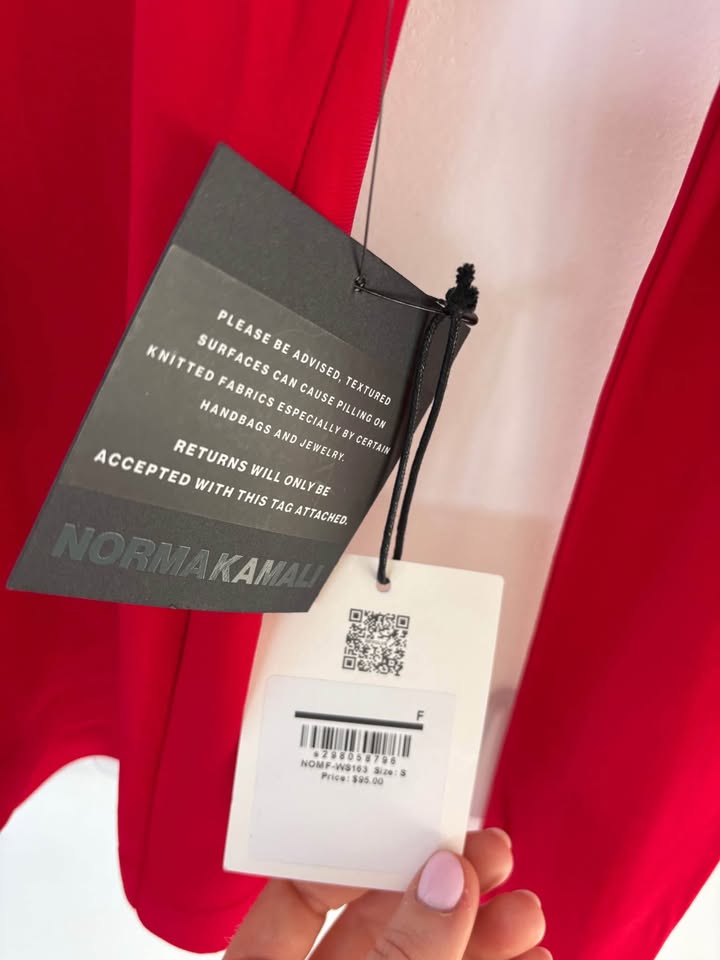 PLEASE BE ADVISED, TEXTURED
SURFACES CAN CAUSE PILLING ON
KNITTED FABRICS ESPECIALLY BY CERTAIN
HANDBAGS AND JEWELRY.
RETURNS WILL ONLY BE
ACCEPTED WITH THIS TAG ATTACHED.
NORMAKAMALI
F
298058796
NOMF-WS163 Size: S
Price: $95.00